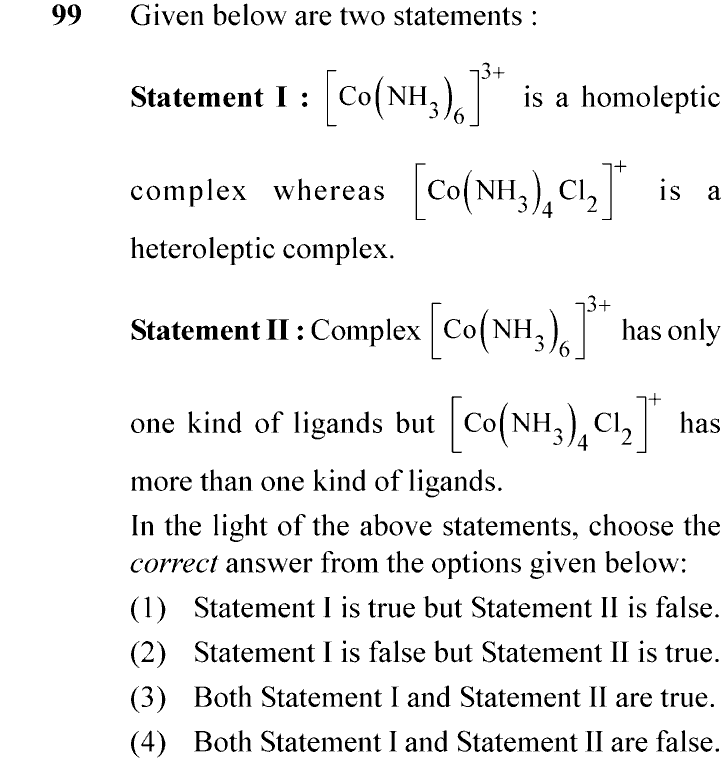 99 Given below are two statements :
Statement I : [Co(NH₃)₆]³⁺ is a homoleptic
complex whereas [Co(NH₃)₄Cl₂]⁺ is a
heteroleptic complex.
Statement II : Complex [Co(NH₃)₆]³⁺ has only
one kind of ligands but [Co(NH₃)₄Cl₂]⁺ has
more than one kind of ligands.
In the light of the above statements, choose the
correct answer from the options given below:
(1) Statement I is true but Statement II is false.
(2) Statement I is false but Statement II is true.
(3) Both Statement I and Statement II are true.
(4) Both Statement I and Statement II are false.